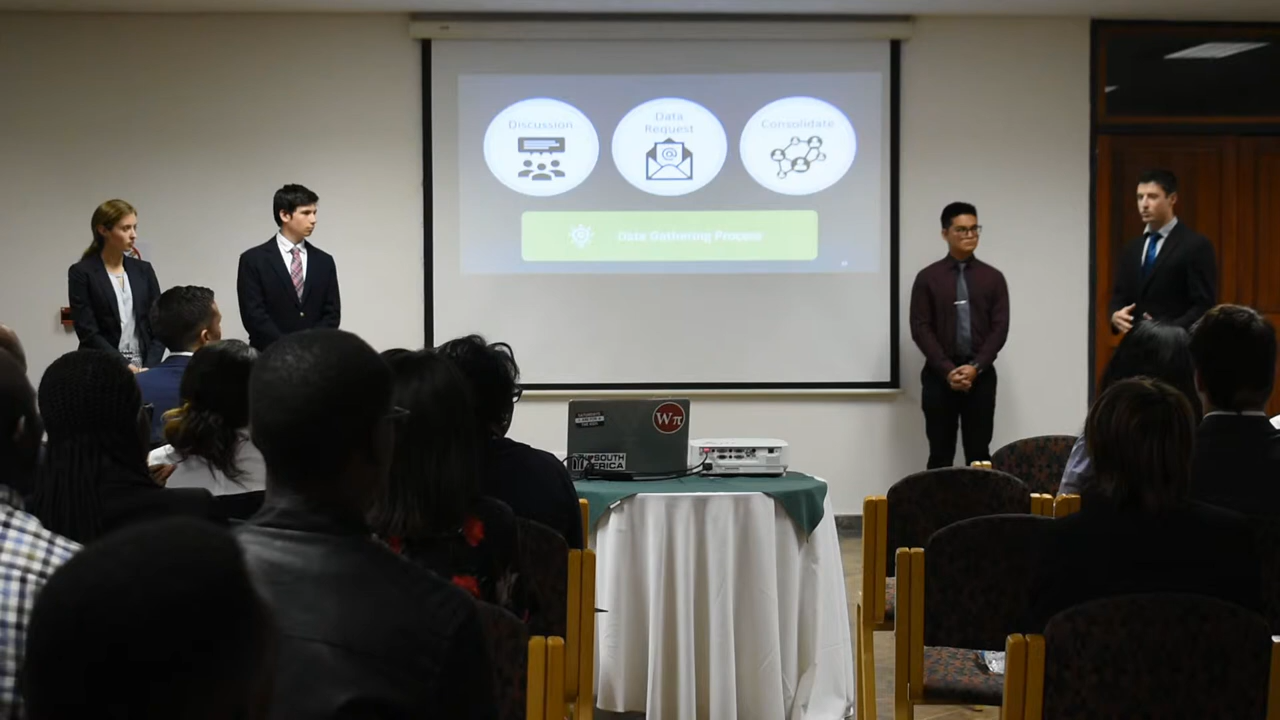 Discussion
Data
Request
Consolidate
@
Data Gathering Process
Wπ
SOUTH
AFRICA